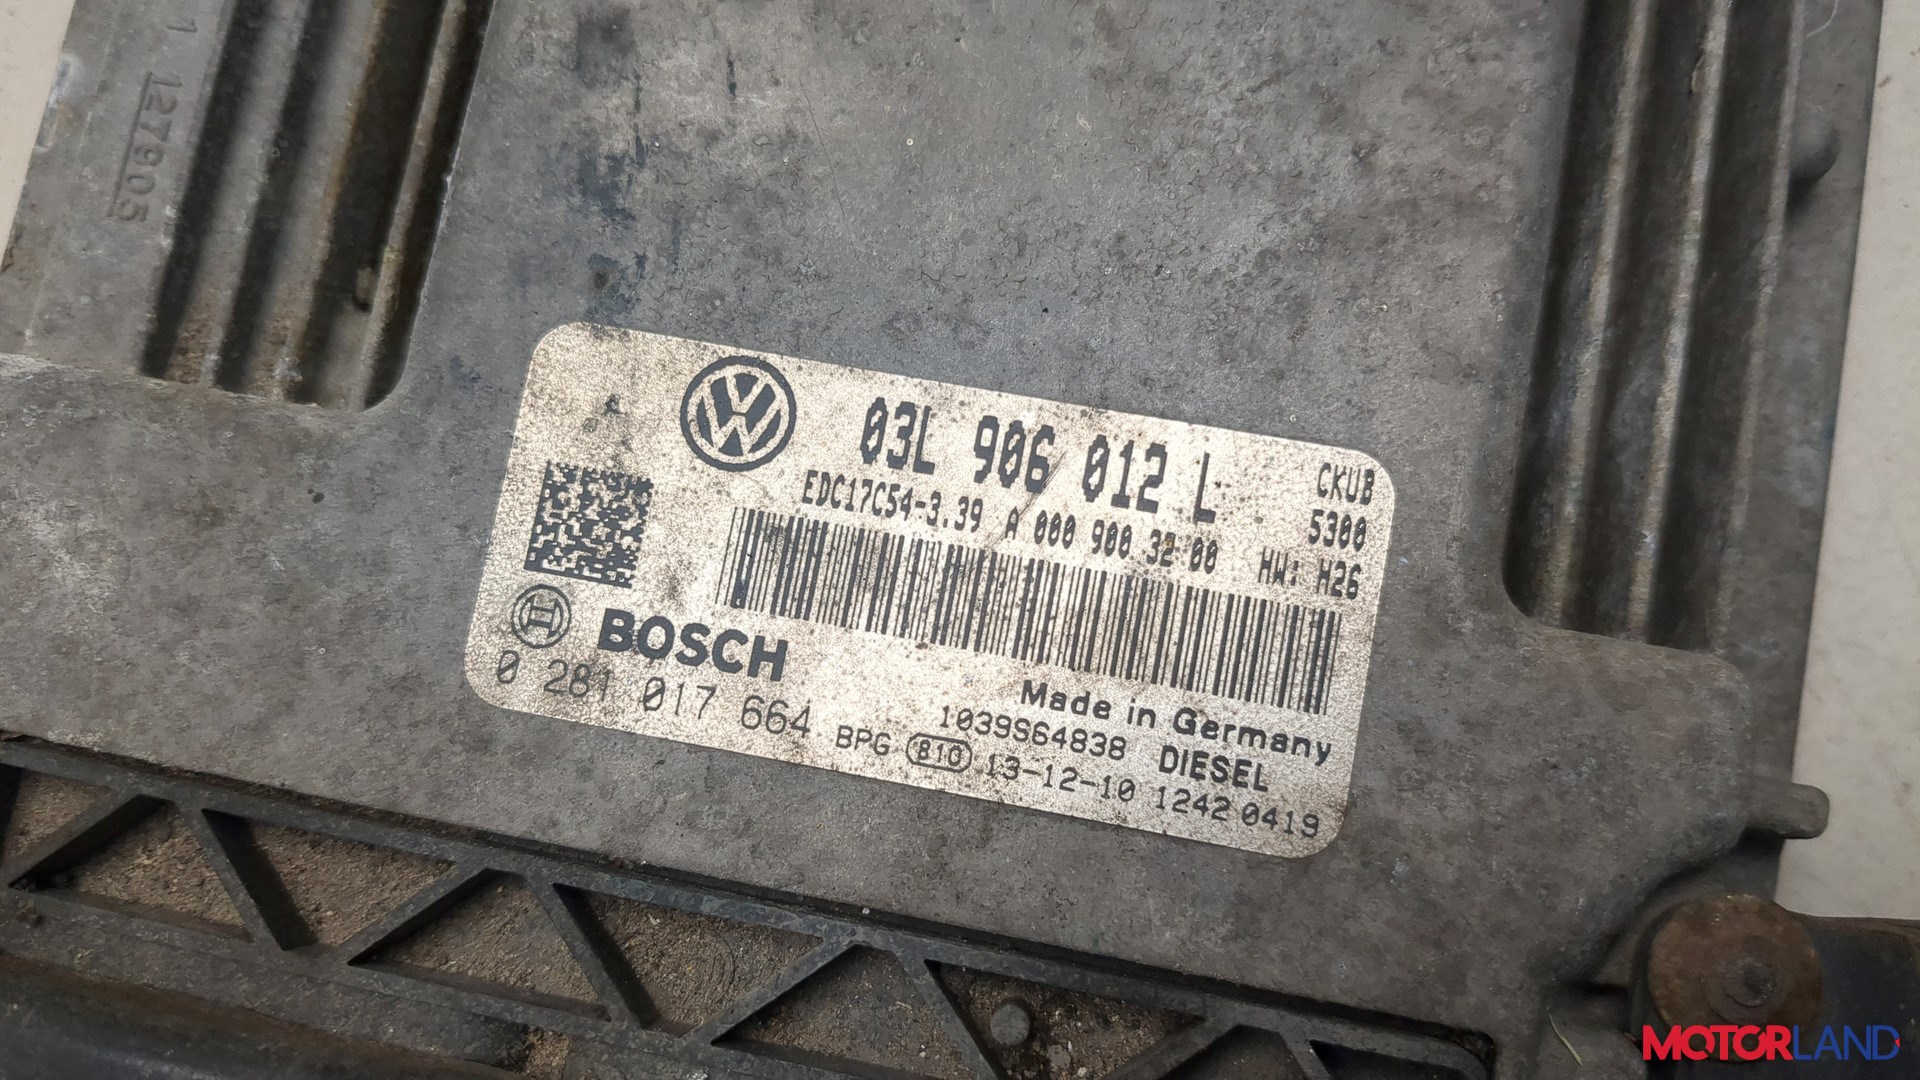 1 127905
03L 906 012 L
CKUB
EDC17C54-3.39 A 000 900 32 00
5300
HW: H26
BOSCH
0 281 017 664
Made in Germany
1039S64838 DIESEL
BPG 810 13-12-10 1242 0419
MOTORLAND